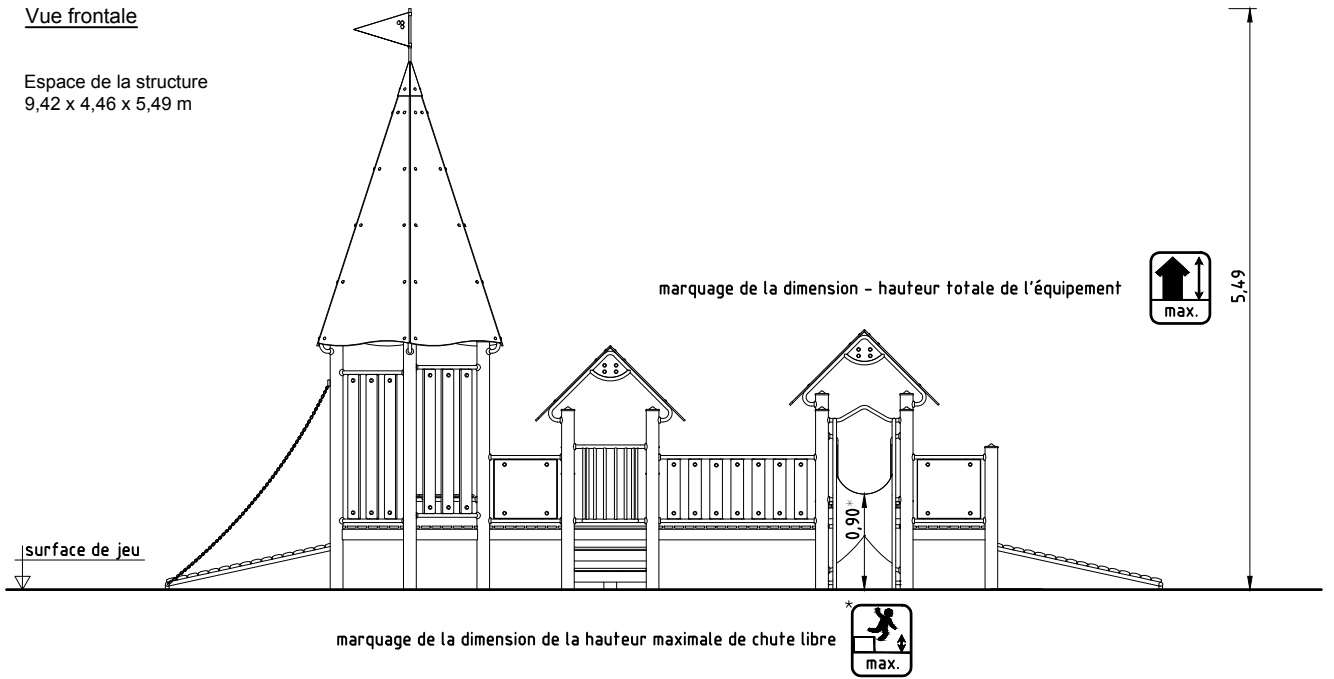 Vue frontale
Espace de la structure
9,42 x 4,46 x 5,49 m
marquage de la dimension - hauteur totale de l'équipement
max.
5,49
0,90*
surface de jeu
marquage de la dimension de la hauteur maximale de chute libre
*
max.